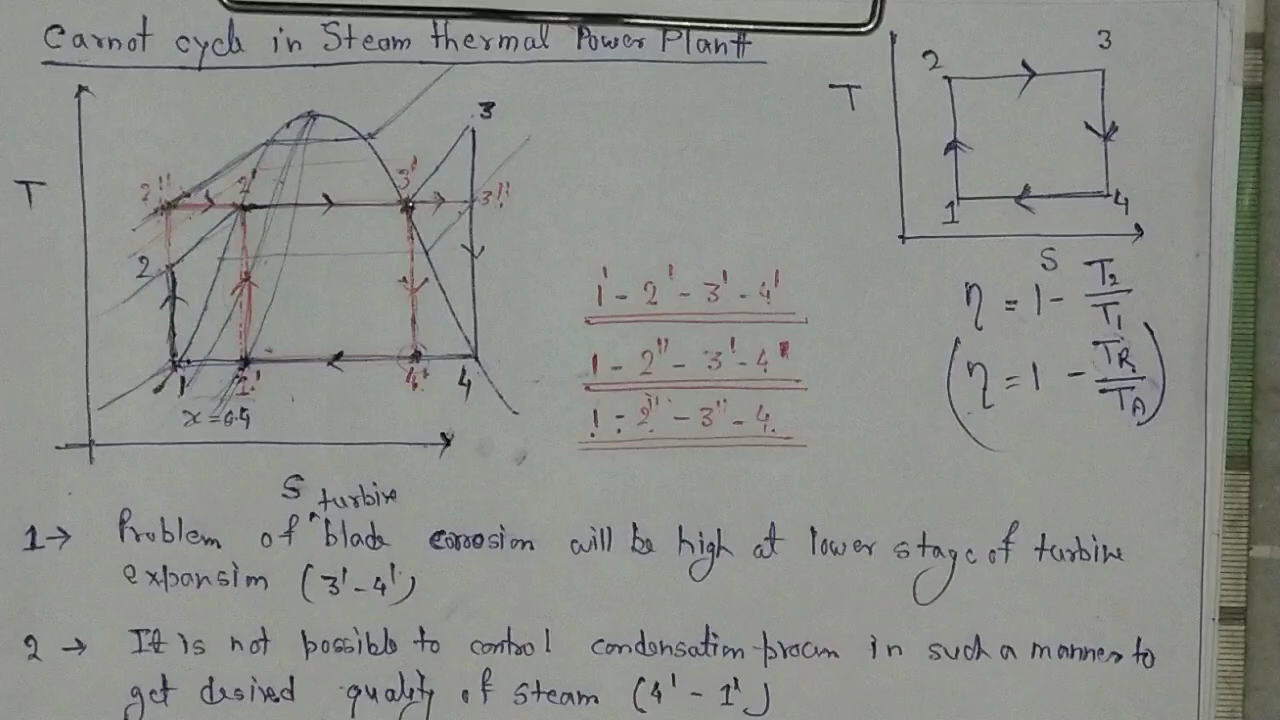 Carnot cycle in Steam thermal Power Plant
T
2''
2'
3'
3
3''
2
1
1'
4'
4
x=0.5
S
1' - 2' - 3' - 4'
1 - 2'' - 3' - 4'
1 - 2'' - 3'' - 4
T
2
3
1
4
S
η = 1 - T2/T1
(η = 1 - TR/TA)
turbine
1→ Problem of ^ blade corrosion will be high at lower stage of turbine
expansion (3' - 4')
2 → It is not possible to control condensation process in such a manner to
get desired quality of steam (4' - 1')